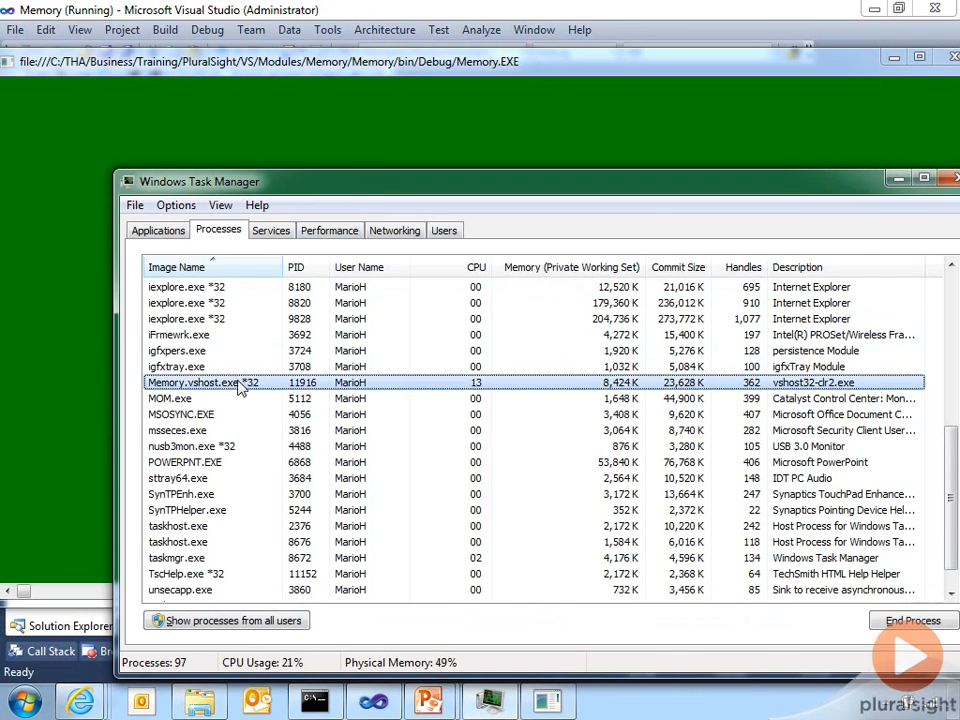 Memory (Running) - Microsoft Visual Studio (Administrator)
File Edit View Project Build Debug Team Data Tools Architecture Test Analyze Window Help
file:///C:/THA/Business/Training/PluralSight/VS/Modules/Memory/Memory/bin/Debug/Memory.EXE
Windows Task Manager
File Options View Help
Applications Processes Services Performance Networking Users
Image Name PID User Name CPU Memory (Private Working Set) Commit Size Handles Description
iexplore.exe *32 8180 MarioH 00 12,520 K 21,016 K 695 Internet Explorer
iexplore.exe *32 8820 MarioH 00 179,360 K 236,012 K 910 Internet Explorer
iexplore.exe *32 9828 MarioH 00 204,736 K 273,772 K 1,077 Internet Explorer
iFrmewrk.exe 3692 MarioH 00 4,272 K 15,400 K 197 Intel(R) PROSet/Wireless Fra...
igfxpers.exe 3724 MarioH 00 1,920 K 5,276 K 128 persistence Module
igfxtray.exe 3708 MarioH 00 1,032 K 5,084 K 100 igfxTray Module
Memory.vshost.exe *32 11916 MarioH 13 8,424 K 23,628 K 362 vshost32-clr2.exe
MOM.exe 5112 MarioH 00 1,648 K 44,900 K 399 Catalyst Control Center: Mon...
MSOSYNC.EXE 4056 MarioH 00 3,408 K 9,620 K 407 Microsoft Office Document C...
msseces.exe 3816 MarioH 00 3,064 K 8,740 K 282 Microsoft Security Client User...
nusb3mon.exe *32 4488 MarioH 00 876 K 3,280 K 105 USB 3.0 Monitor
POWERPNT.EXE 6868 MarioH 00 53,840 K 76,768 K 406 Microsoft PowerPoint
sttray64.exe 3684 MarioH 00 2,564 K 10,520 K 148 IDT PC Audio
SynTPEnh.exe 3700 MarioH 00 3,172 K 13,664 K 247 Synaptics TouchPad Enhance...
SynTPHelper.exe 5244 MarioH 00 352 K 2,372 K 22 Synaptics Pointing Device Hel...
taskhost.exe 2376 MarioH 00 2,172 K 10,220 K 242 Host Process for Windows Ta...
taskhost.exe 8676 MarioH 00 1,584 K 6,016 K 118 Host Process for Windows Ta...
taskmgr.exe 8672 MarioH 02 4,176 K 4,596 K 134 Windows Task Manager
TscHelp.exe *32 11152 MarioH 00 2,172 K 2,368 K 64 TechSmith HTML Help Helper
unsecapp.exe 3860 MarioH 00 732 K 3,456 K 85 Sink to receive asynchronous...
Show processes from all users End Process
Solution Explorer
Call Stack
Processes: 97 CPU Usage: 21% Physical Memory: 49%
Ready
pluralsight